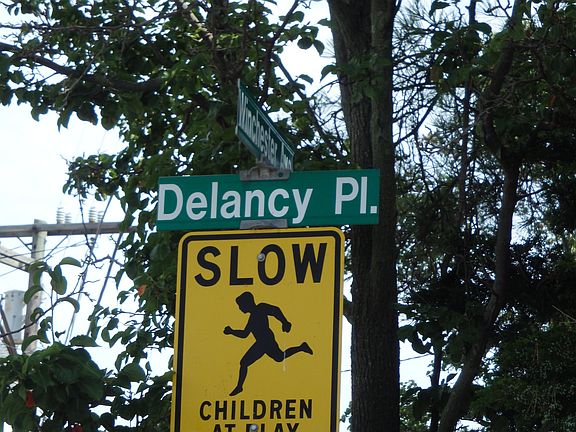 Winchester Ave.
Delancy Pl.
SLOW
CHILDREN
AT PLAY